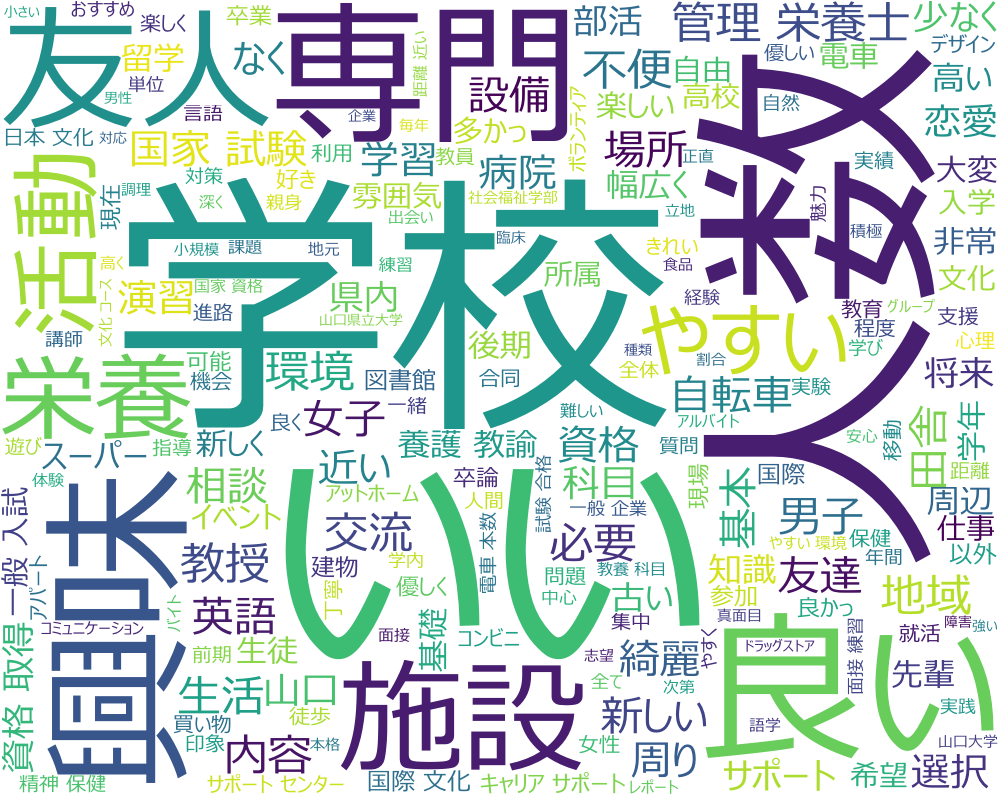 小さい
楽しく
卒業
部活
管理 栄養士
少なく
おすすめ
留学
なく
距離 近い
優しい
電車
デザイン
友人
専門
設備
不便
自由
高い
男性
単位
言語
企業
毎年
ボランティア
楽しい
高校
自然
恋愛
日本 文化
対応
国家 試験
利用
多かっ
教員
学習
病院
場所
正直
実績
大変
人数
活動
現在
調理
対策
好き
雰囲気
出会い
社会福祉学部
幅広く
立地
魅力
入学
深く
親身
学校
臨床
きれい
積極
非常
高く
小規模
課題
地元
練習
所属
食品
文化
文化 コース
演習
国家 資格
県内
経験
教育
グループ
講師
進路
山口県立大学
後期
やすい
程度
支援
栄養
可能
環境
種類
割合
学び
心理
機会
図書館
合同
全体
自転車
実験
将来
女子
一緒
難しい
アルバイト
遊び
指導
新しく
良く
養護 教諭
資格
質問
安心
移動
田舎
学年
スーパー
近い
卒論
科目
現場
国際
距離
体験
相談
アットホーム
人間
試験 合格
一般 企業
基本
男子
保健
周辺
一般 入試
興味
イベント
交流
いい
必要
やすい 環境
年間
仕事
アパート
教授
建物
学内
電車 本数
教養 科目
知識
友達
以外
バイト
丁寧
優しく
問題
古い
参加
良かっ
地域
コミュニケーション
英語
基礎
中心
集中
真面目
障害
強い
前期
生徒
面接
コンビニ
綺麗
やすく
ドラッグストア
就活
資格 取得
生活
山口
施設
志望
全て
次第
良い
面接 練習
先輩
買い物
徒歩
新しい
語学
実践
印象
内容
本格
女性
周り
山口大学
精神 保健
サポート センター
国際 文化
キャリア サポート
レポート
サポート
希望
選択